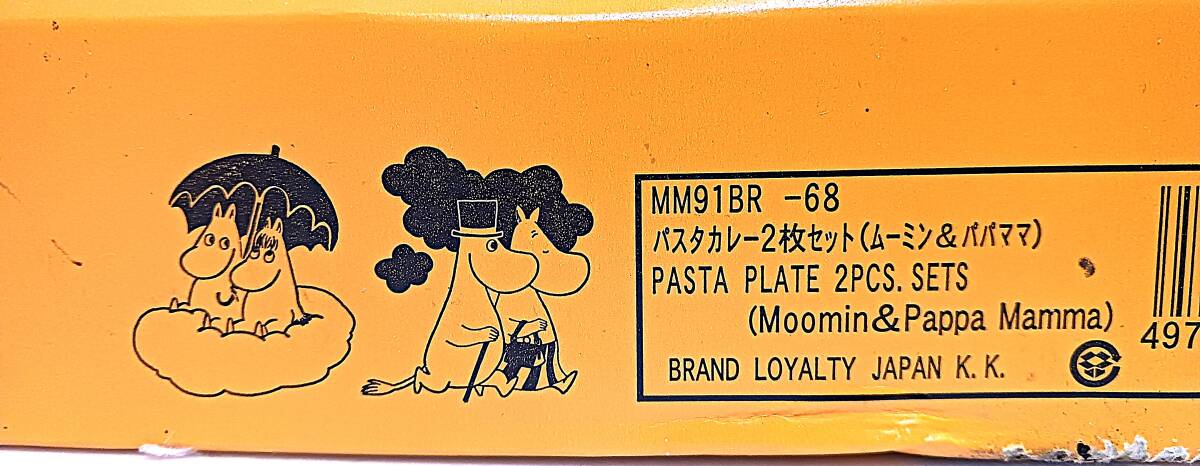 MM91BR -68
パスタカレー2枚セット(ムーミン&パパママ)
PASTA PLATE 2PCS. SETS
(Moomin&Pappa Mamma)
BRAND LOYALTY JAPAN K.K.
497